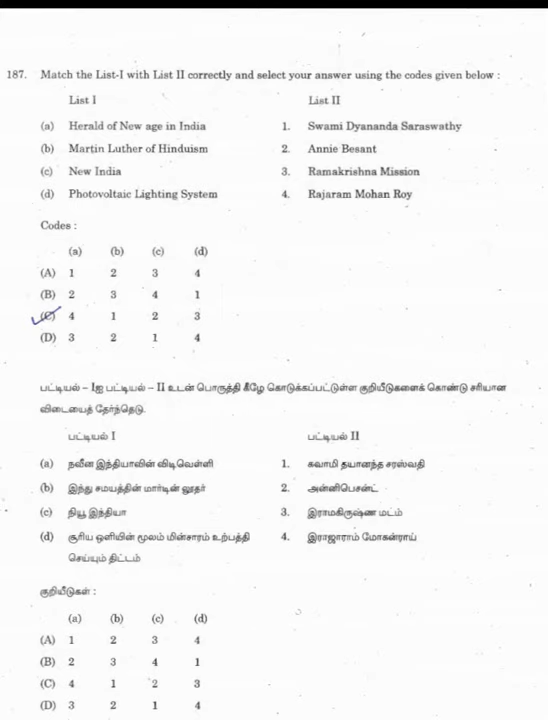 187. Match the List-I with List II correctly and select your answer using the codes given below :
List I List II
(a) Herald of New age in India 1. Swami Dyananda Saraswathy
(b) Martin Luther of Hinduism 2. Annie Besant
(c) New India 3. Ramakrishna Mission
(d) Photovoltaic Lighting System 4. Rajaram Mohan Roy
Codes :
(a) (b) (c) (d)
(A) 1 2 3 4
(B) 2 3 4 1
(C) 4 1 2 3
(D) 3 2 1 4
பட்டியல் – Iஐ பட்டியல் – II உடன் பொருத்தி கீழே கொடுக்கப்பட்டுள்ள குறியீடுகளைக் கொண்டு சரியான
விடையைத் தேர்ந்தெடு.
பட்டியல் I பட்டியல் II
(a) நவீன இந்தியாவின் விடிவெள்ளி 1. சுவாமி தயானந்த சரஸ்வதி
(b) இந்து சமயத்தின் மார்டின் லூதர் 2. அன்னிபெசன்ட்
(c) நியூ இந்தியா 3. இராமகிருஷ்ண மடம்
(d) சூரிய ஒளியின் மூலம் மின்சாரம் உற்பத்தி 4. இராஜாராம் மோகன்ராய்
செய்யும் திட்டம்
குறியீடுகள் :
(a) (b) (c) (d)
(A) 1 2 3 4
(B) 2 3 4 1
(C) 4 1 2 3
(D) 3 2 1 4